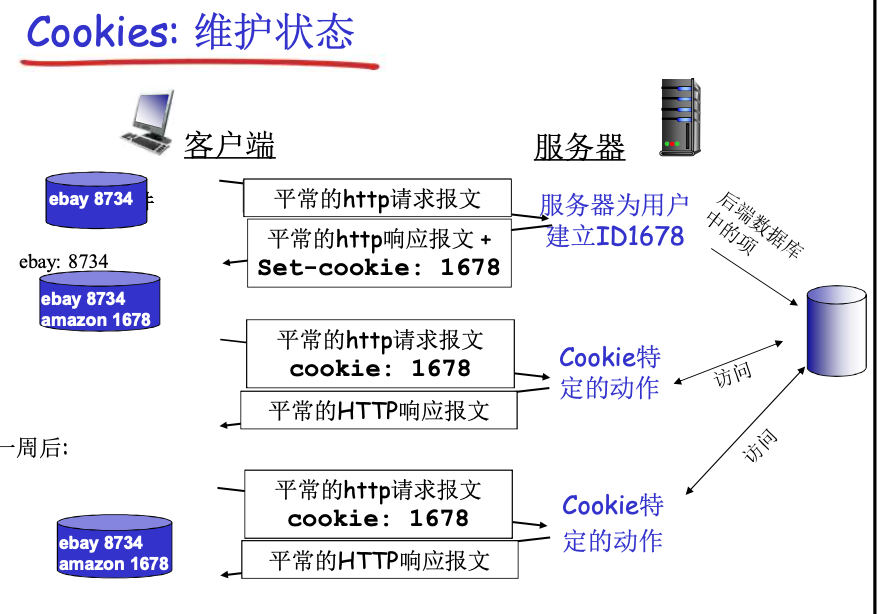 Cookies: 维护状态
客户端
服务器
ebay 8734
平常的http请求报文
服务器为用户
建立ID1678
后端数据库
中的项
平常的http响应报文 +
Set-cookie: 1678
ebay: 8734
ebay 8734
amazon 1678
平常的http请求报文
cookie: 1678
Cookie特
定的动作
访问
平常的HTTP响应报文
访问
一周后:
平常的http请求报文
cookie: 1678
Cookie特
定的动作
ebay 8734
amazon 1678
平常的HTTP响应报文